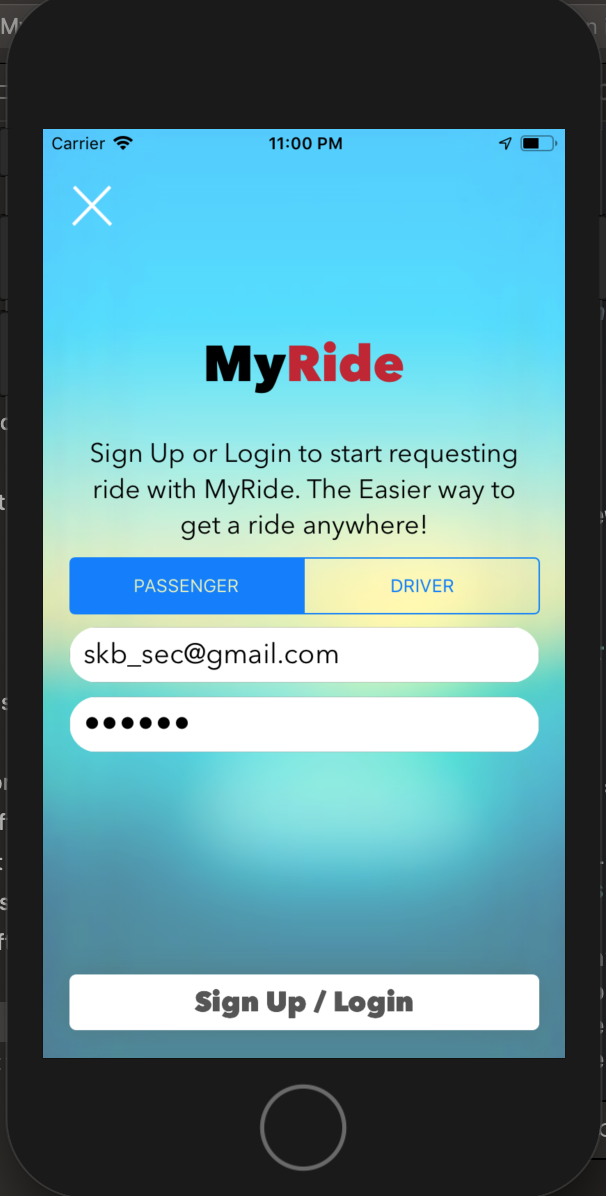 Carrier 11:00 PM
MyRide
Sign Up or Login to start requesting
ride with MyRide. The Easier way to
get a ride anywhere!
PASSENGER DRIVER
skb_sec@gmail.com
••••••
Sign Up / Login